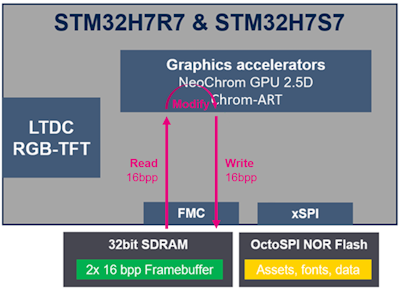 STM32H7R7 & STM32H7S7
Graphics accelerators
NeoChrom GPU 2.5D
Chrom-ART
Modify
LTDC
RGB-TFT
Read
16bpp
Write
16bpp
FMC
xSPI
32bit SDRAM
2x 16 bpp Framebuffer
OctoSPI NOR Flash
Assets, fonts, data